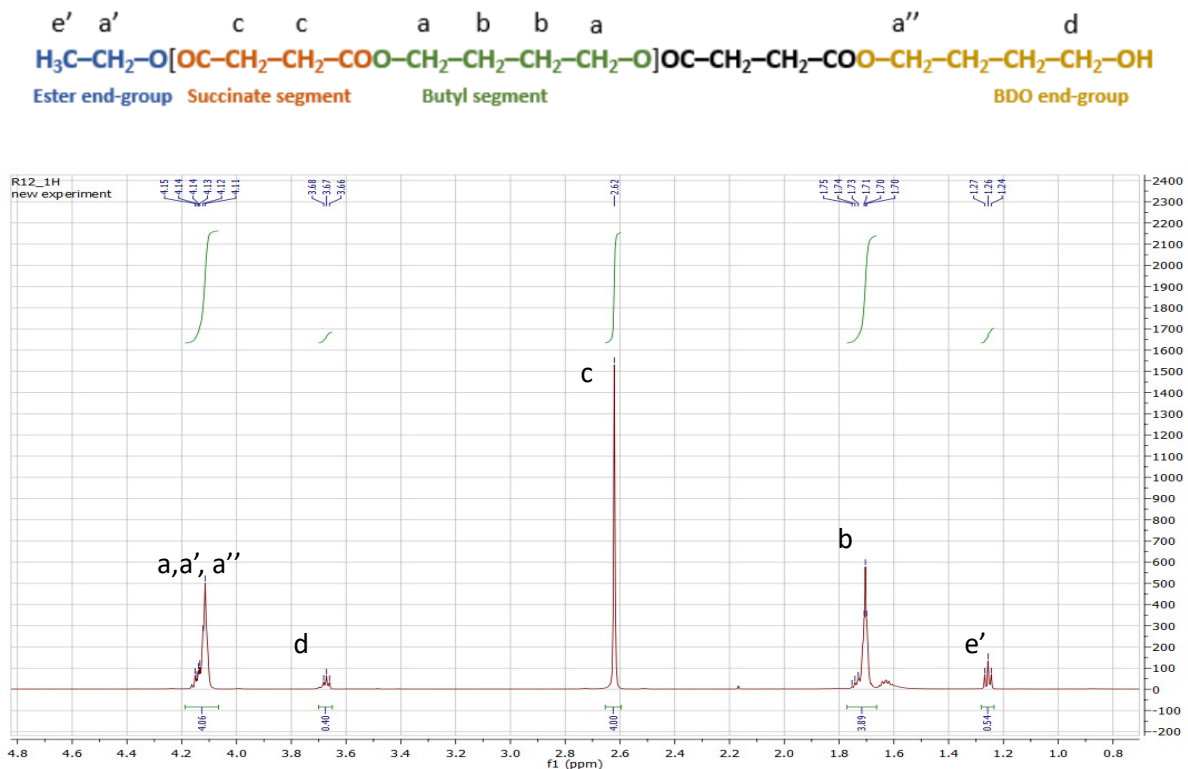 e’ a’ c c a b b a a’’ d
H₃C–CH₂–O[OC–CH₂–CH₂–COO–CH₂–CH₂–CH₂–CH₂–O]OC–CH₂–CH₂–COO–CH₂–CH₂–CH₂–CH₂–OH
Ester end-group Succinate segment Butyl segment BDO end-group
R12_1H
new experiment
4.15 4.14 4.14 4.13 4.12 4.11 3.68 3.67 3.66 2.62 1.75 1.74 1.73 1.71 1.70 1.70 1.27 1.26 1.24
2400
2300
2200
2100
2000
1900
1800
1700
1600
1500
c
1400
1300
1200
1100
1000
900
800
700
b
a,a’, a’’
600
500
400
300
d
e’
200
100
0
-100
4.06 0.40 4.00 3.89 0.54
-200
4.8 4.6 4.4 4.2 4.0 3.8 3.6 3.4 3.2 3.0 2.8 2.6 2.4 2.2 2.0 1.8 1.6 1.4 1.2 1.0 0.8
f1 (ppm)